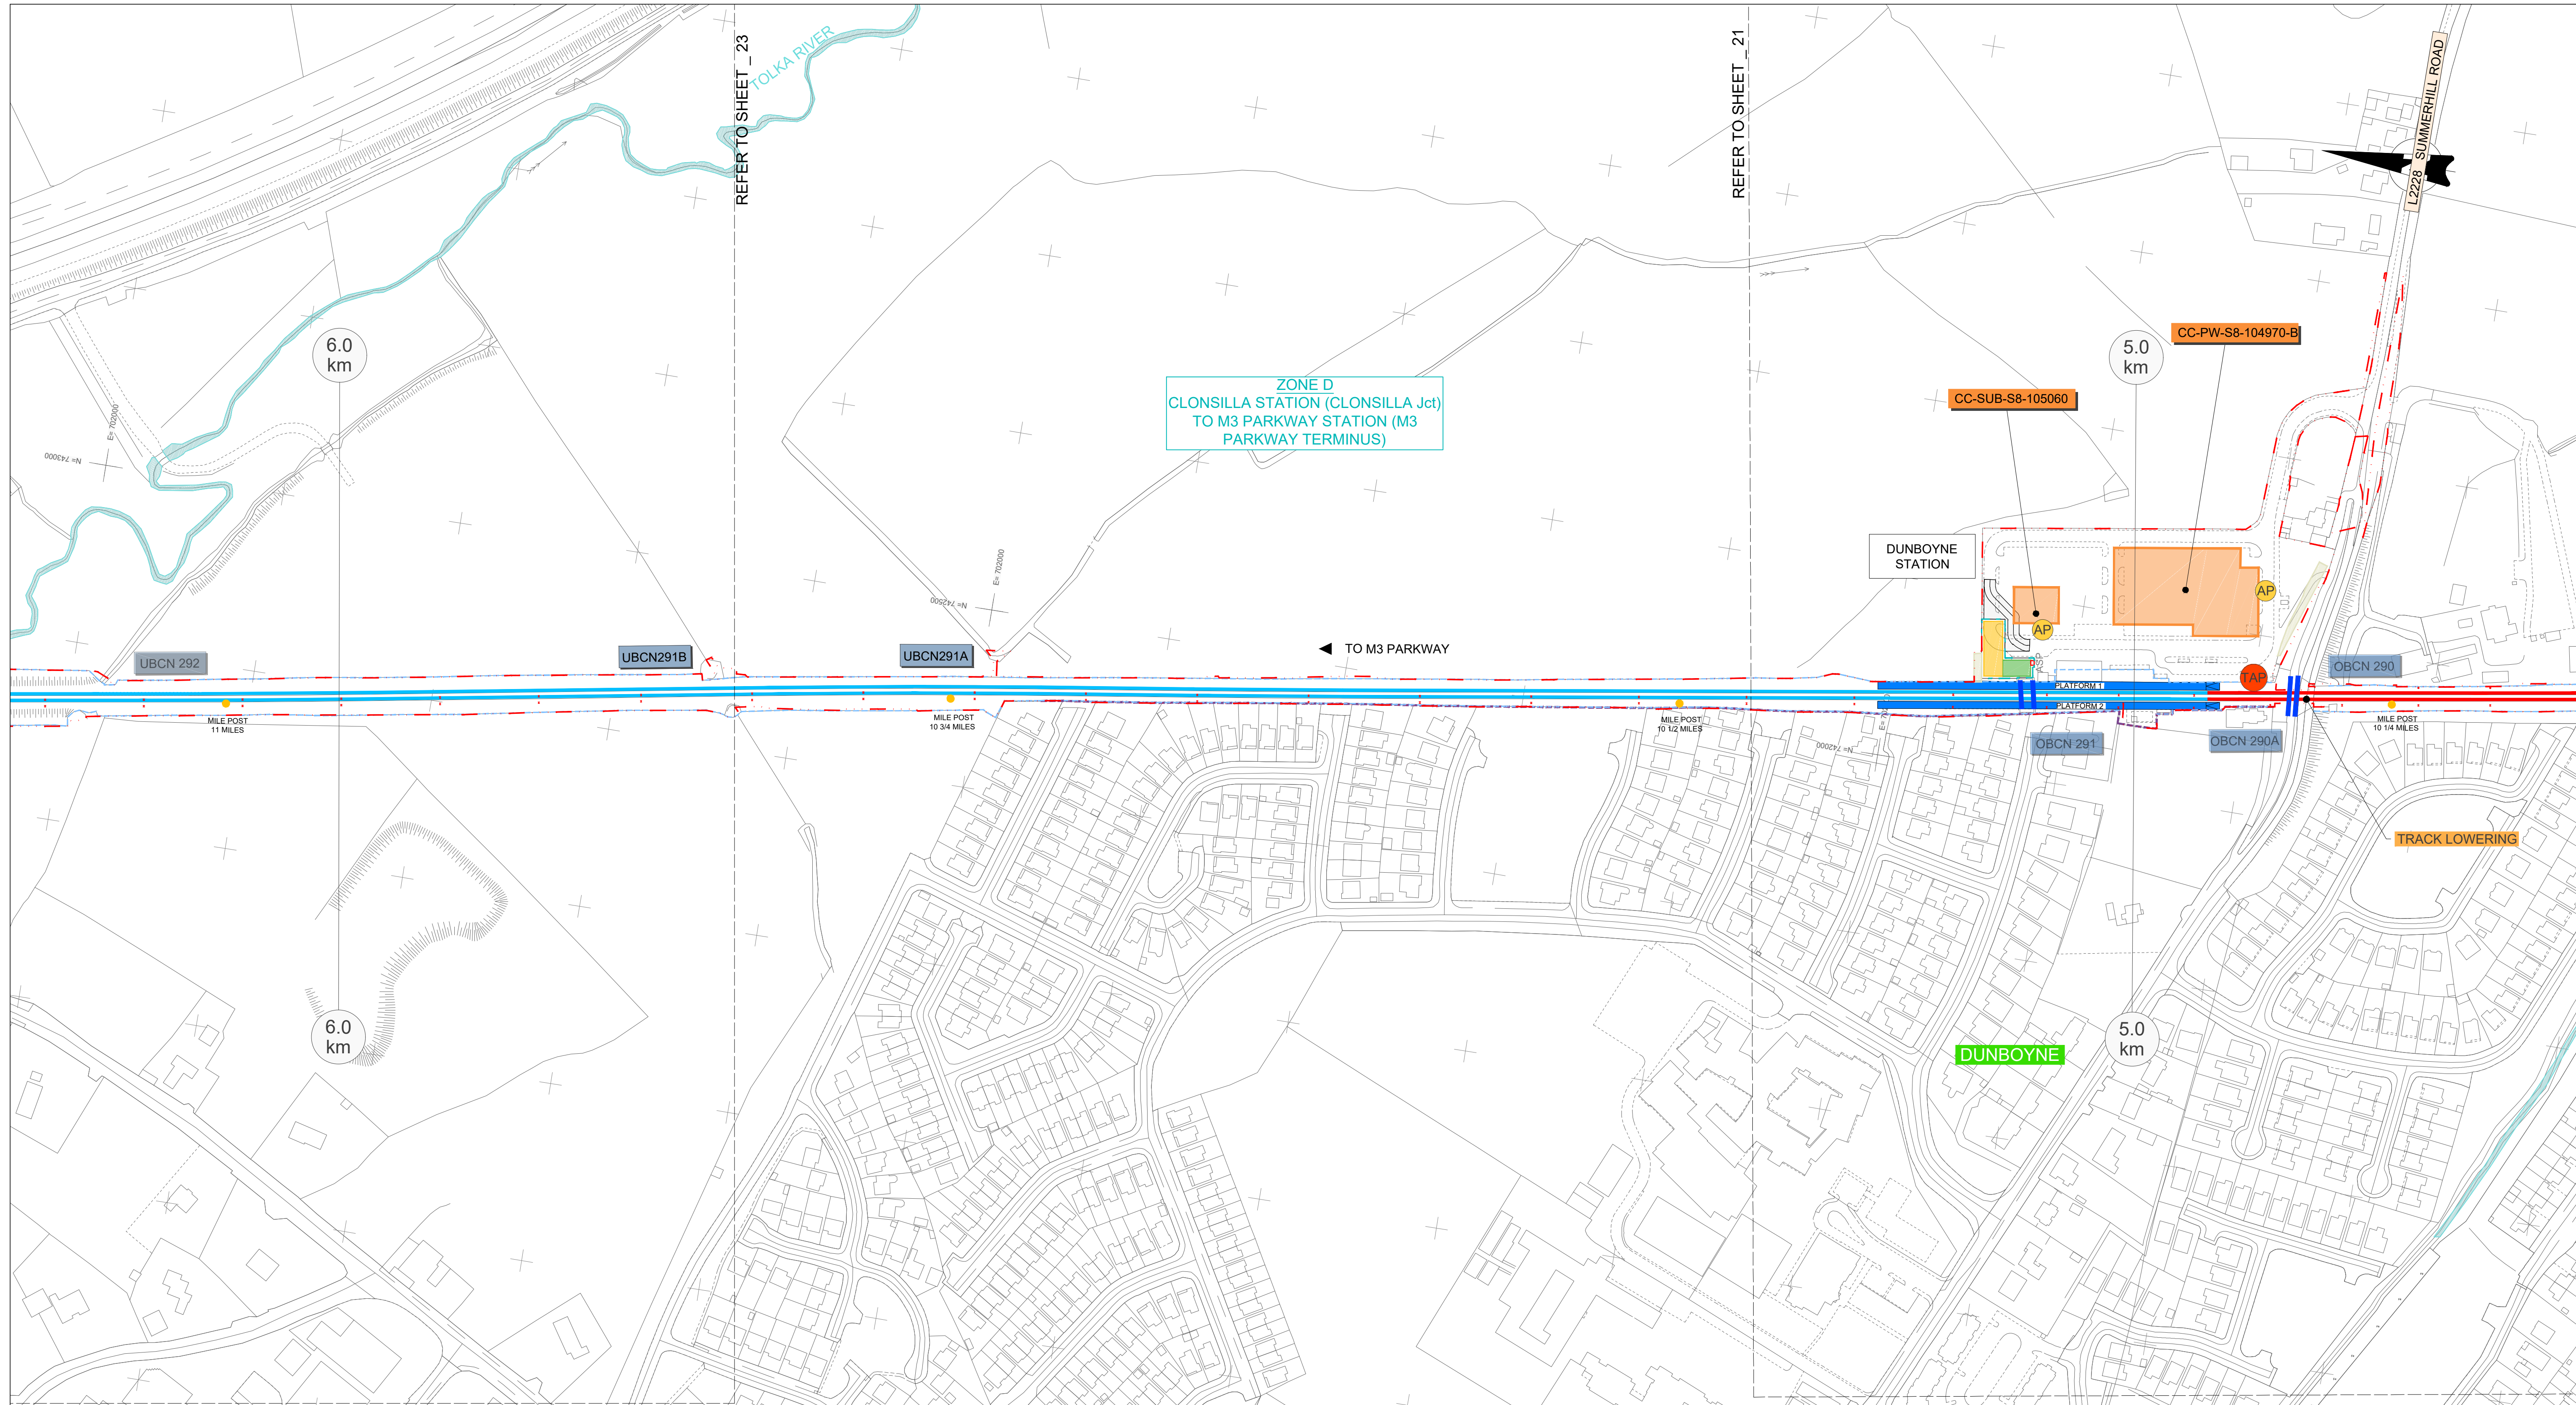 REFER TO SHEET _ 23
TOLKA RIVER
REFER TO SHEET _ 21
L2228 SUMMERHILL ROAD
6.0
km
5.0
km
CC-PW-S8-104970-B
CC-SUB-S8-105060
ZONE D
CLONSILLA STATION (CLONSILLA Jct)
TO M3 PARKWAY STATION (M3
PARKWAY TERMINUS)
E= 702000
N= 743000
DUNBOYNE
STATION
E= 702000
N= 742500
AP
AP
ASP
UBCN 292
UBCN291B
UBCN291A
TO M3 PARKWAY
OBCN 290
TAP
PLATFORM 1
PLATFORM 2
MILE POST
11 MILES
MILE POST
10 3/4 MILES
MILE POST
10 1/2 MILES
MILE POST
10 1/4 MILES
N= 742000
OBCN 291
OBCN 290A
TRACK LOWERING
6.0
km
5.0
km
DUNBOYNE